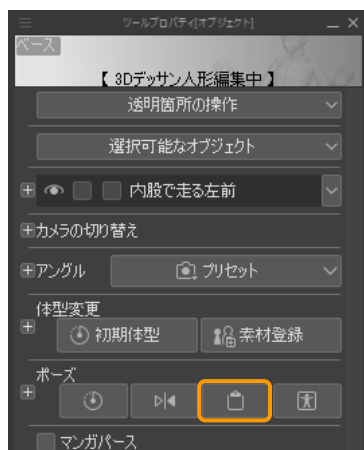 ツールプロパティ[オブジェクト]
ベース
【 3Dデッサン人形編集中 】
透明箇所の操作
選択可能なオブジェクト
内股で走る左前
カメラの切り替え
アングル プリセット
体型変更
初期体型 素材登録
ポーズ
マンガパース